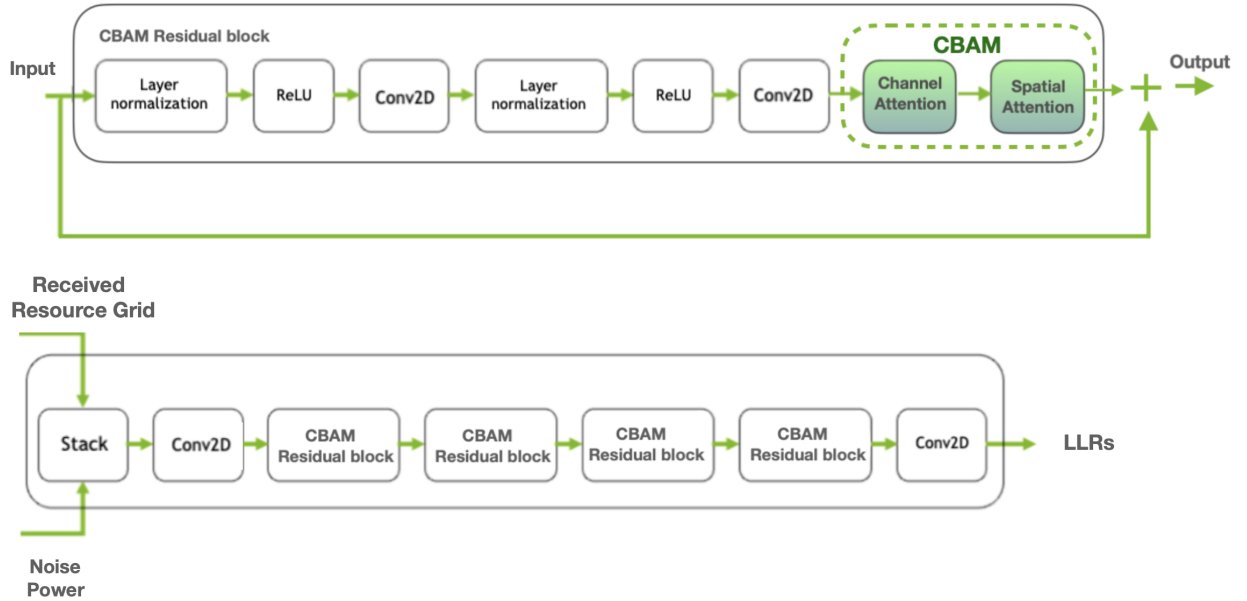 CBAM Residual block
CBAM
Input
Layer
normalization
ReLU
Conv2D
Layer
normalization
ReLU
Conv2D
Channel
Attention
Spatial
Attention
+
Output
Received
Resource Grid
Stack
Conv2D
CBAM
Residual block
CBAM
Residual block
CBAM
Residual block
CBAM
Residual block
Conv2D
LLRs
Noise
Power